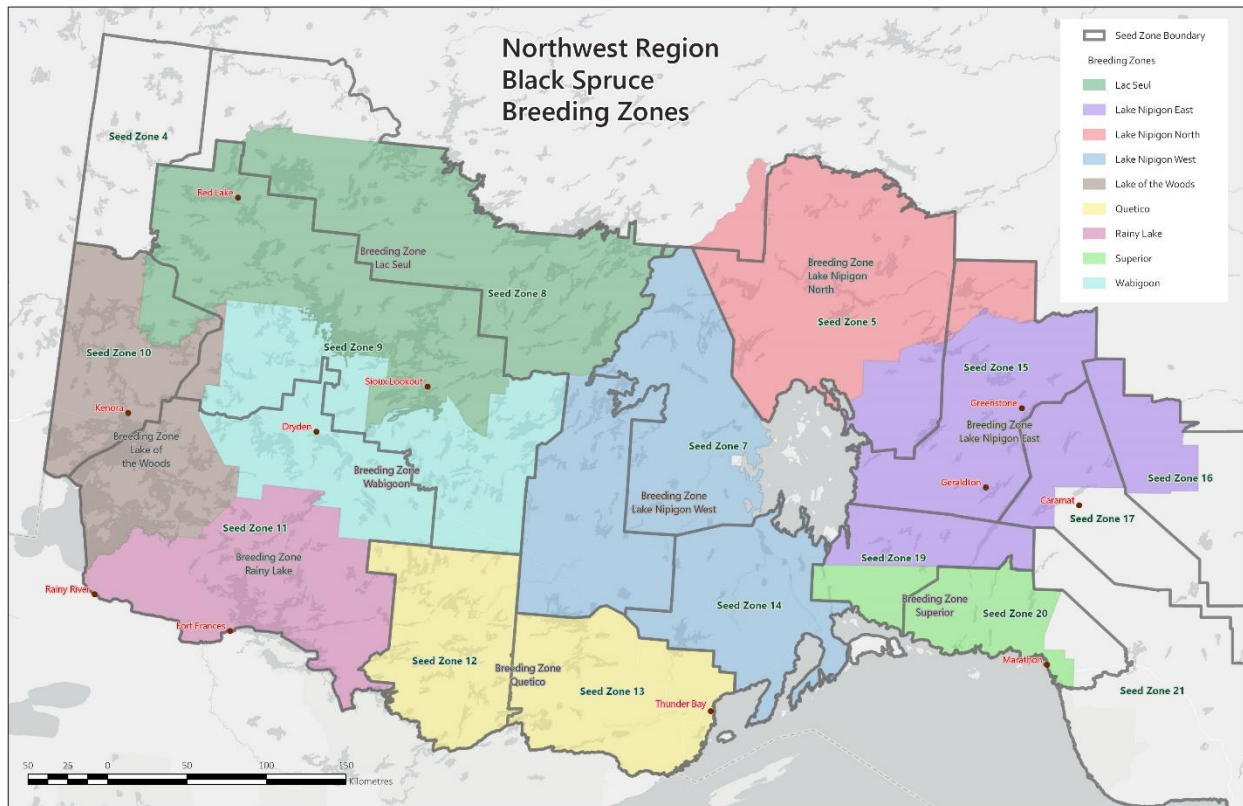 Northwest Region
Black Spruce
Breeding Zones
Seed Zone Boundary
Breeding Zones
Lac Seul
Lake Nipigon East
Lake Nipigon North
Lake Nipigon West
Lake of the Woods
Quetico
Rainy Lake
Superior
Wabigoon
Seed Zone 4
Red Lake
Breeding Zone
Lac Seul
Seed Zone 8
Breeding Zone
Lake Nipigon
North
Seed Zone 5
Seed Zone 10
Seed Zone 9
Seed Zone 15
Sioux Lookout
Kenora
Dryden
Greenstone
Breeding Zone
Lake Nipigon East
Breeding Zone
Lake of
the Woods
Breeding Zone
Wabigoon
Seed Zone 7
Breeding Zone
Lake Nipigon West
Geraldton
Caramat
Seed Zone 16
Seed Zone 17
Seed Zone 11
Breeding Zone
Rainy Lake
Seed Zone 19
Rainy River
Fort Frances
Seed Zone 14
Breeding Zone
Superior
Seed Zone 20
Seed Zone 12
Breeding Zone
Quetico
Seed Zone 13
Thunder Bay
Marathon
Seed Zone 21
50 25 0 50 100 150
Kilometres